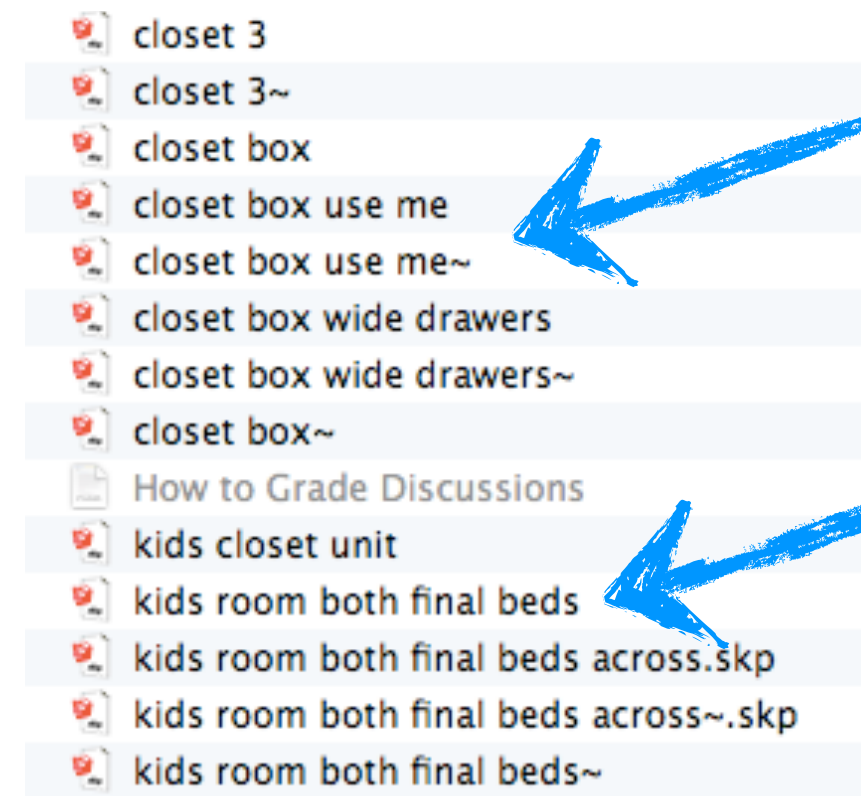 closet 3
closet 3~
closet box
closet box use me
closet box use me~
closet box wide drawers
closet box wide drawers~
closet box~
How to Grade Discussions
kids closet unit
kids room both final beds
kids room both final beds across.skp
kids room both final beds across~.skp
kids room both final beds~